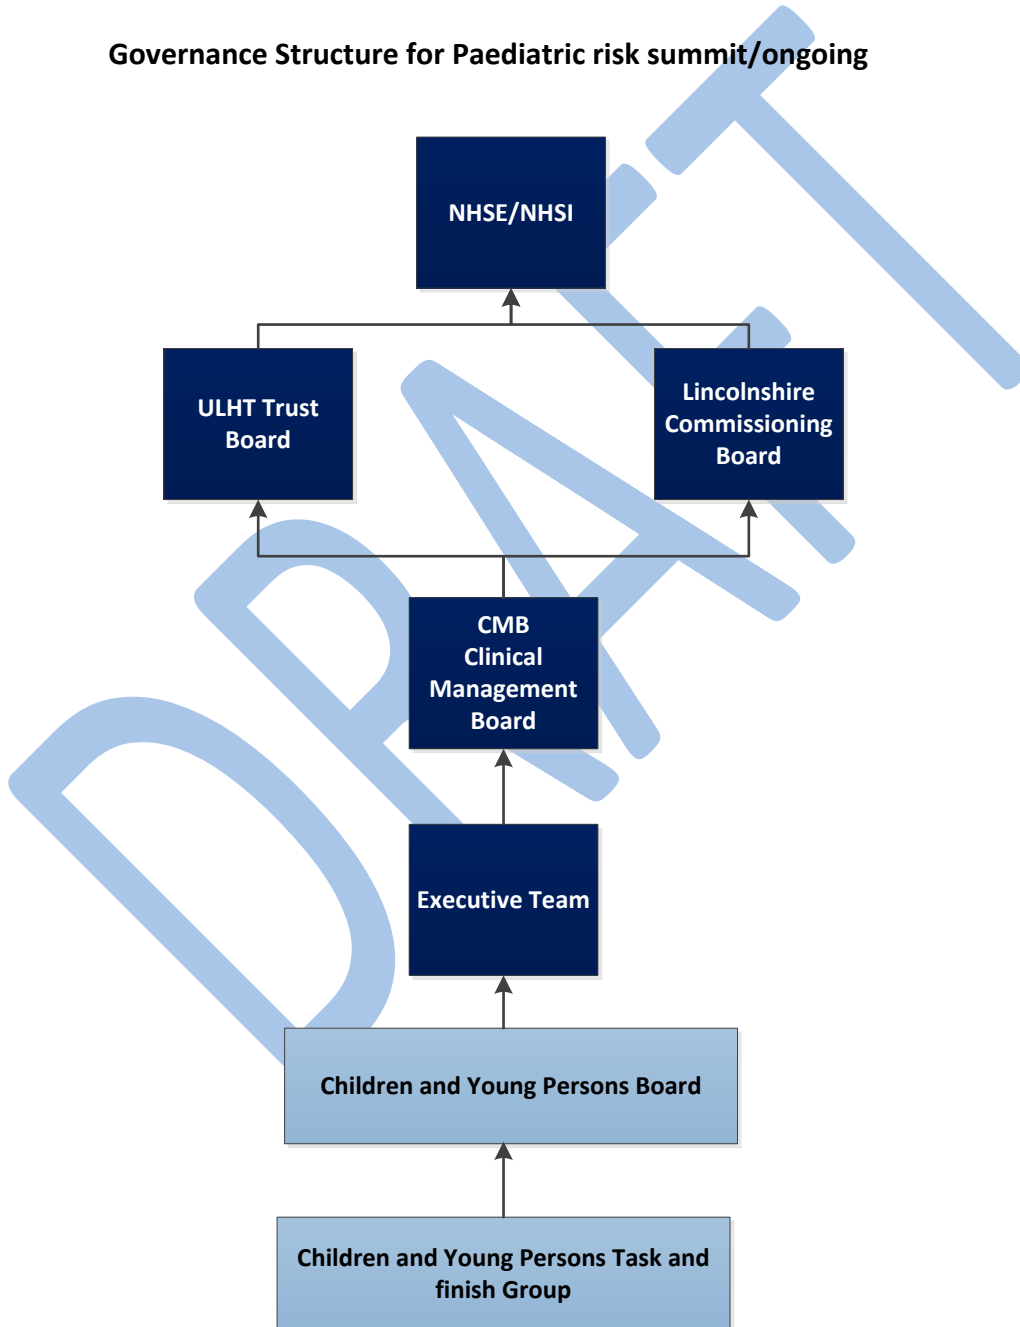 Governance Structure for Paediatric risk summit/ongoing
NHSE/NHSI
ULHT Trust
Board
Lincolnshire
Commissioning
Board
CMB
Clinical
Management
Board
Executive Team
Children and Young Persons Board
Children and Young Persons Task and
finish Group
DRAFT